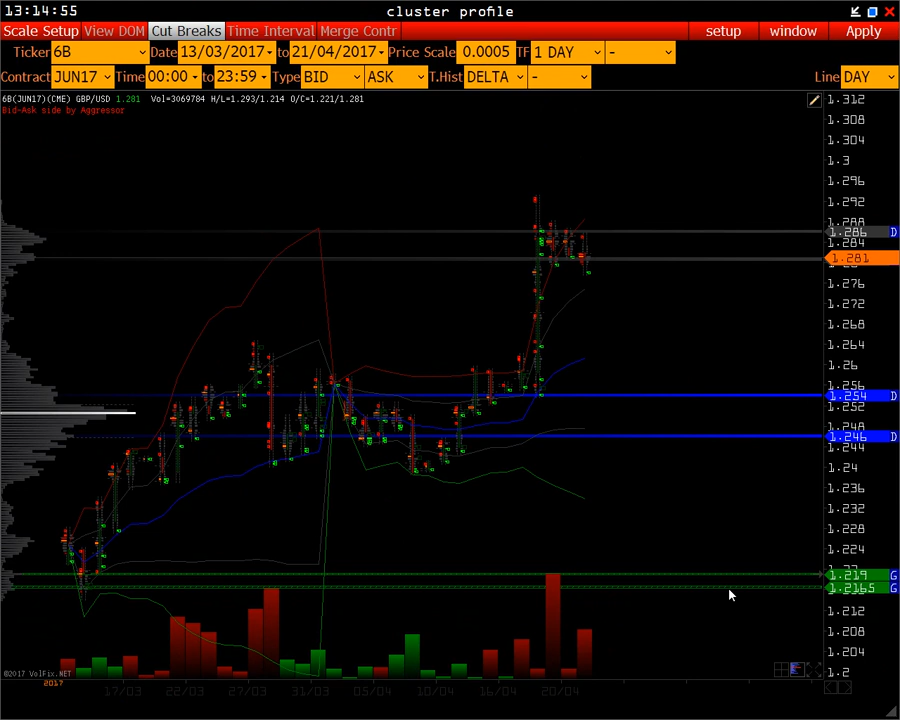 13:14:55 cluster profile
Scale Setup View DOM Cut Breaks Time Interval Merge Contr setup window Apply
Ticker 6B Date 13/03/2017 to 21/04/2017 Price Scale 0.0005 TF 1 DAY -
Contract JUN17 Time 00:00 to 23:59 Type BID ASK T.Hist DELTA - Line DAY
6B(JUN17)(CME) GBP/USD 1.281 Vol=3069784 H/L=1.293/1.214 O/C=1.221/1.281
Bid-Ask side by Aggressor
1.312
1.308
1.304
1.3
1.296
1.292
1.288
1.286 D
1.284
1.281
1.276
1.272
1.268
1.264
1.26
1.256
1.254 D
1.252
1.248
1.246 D
1.244
1.24
1.236
1.232
1.228
1.224
1.219 G
1.2165 G
1.212
1.208
1.204
1.2
©2017 VolFix.NET
2017
17/03 22/03 27/03 31/03 05/04 10/04 16/04 20/04